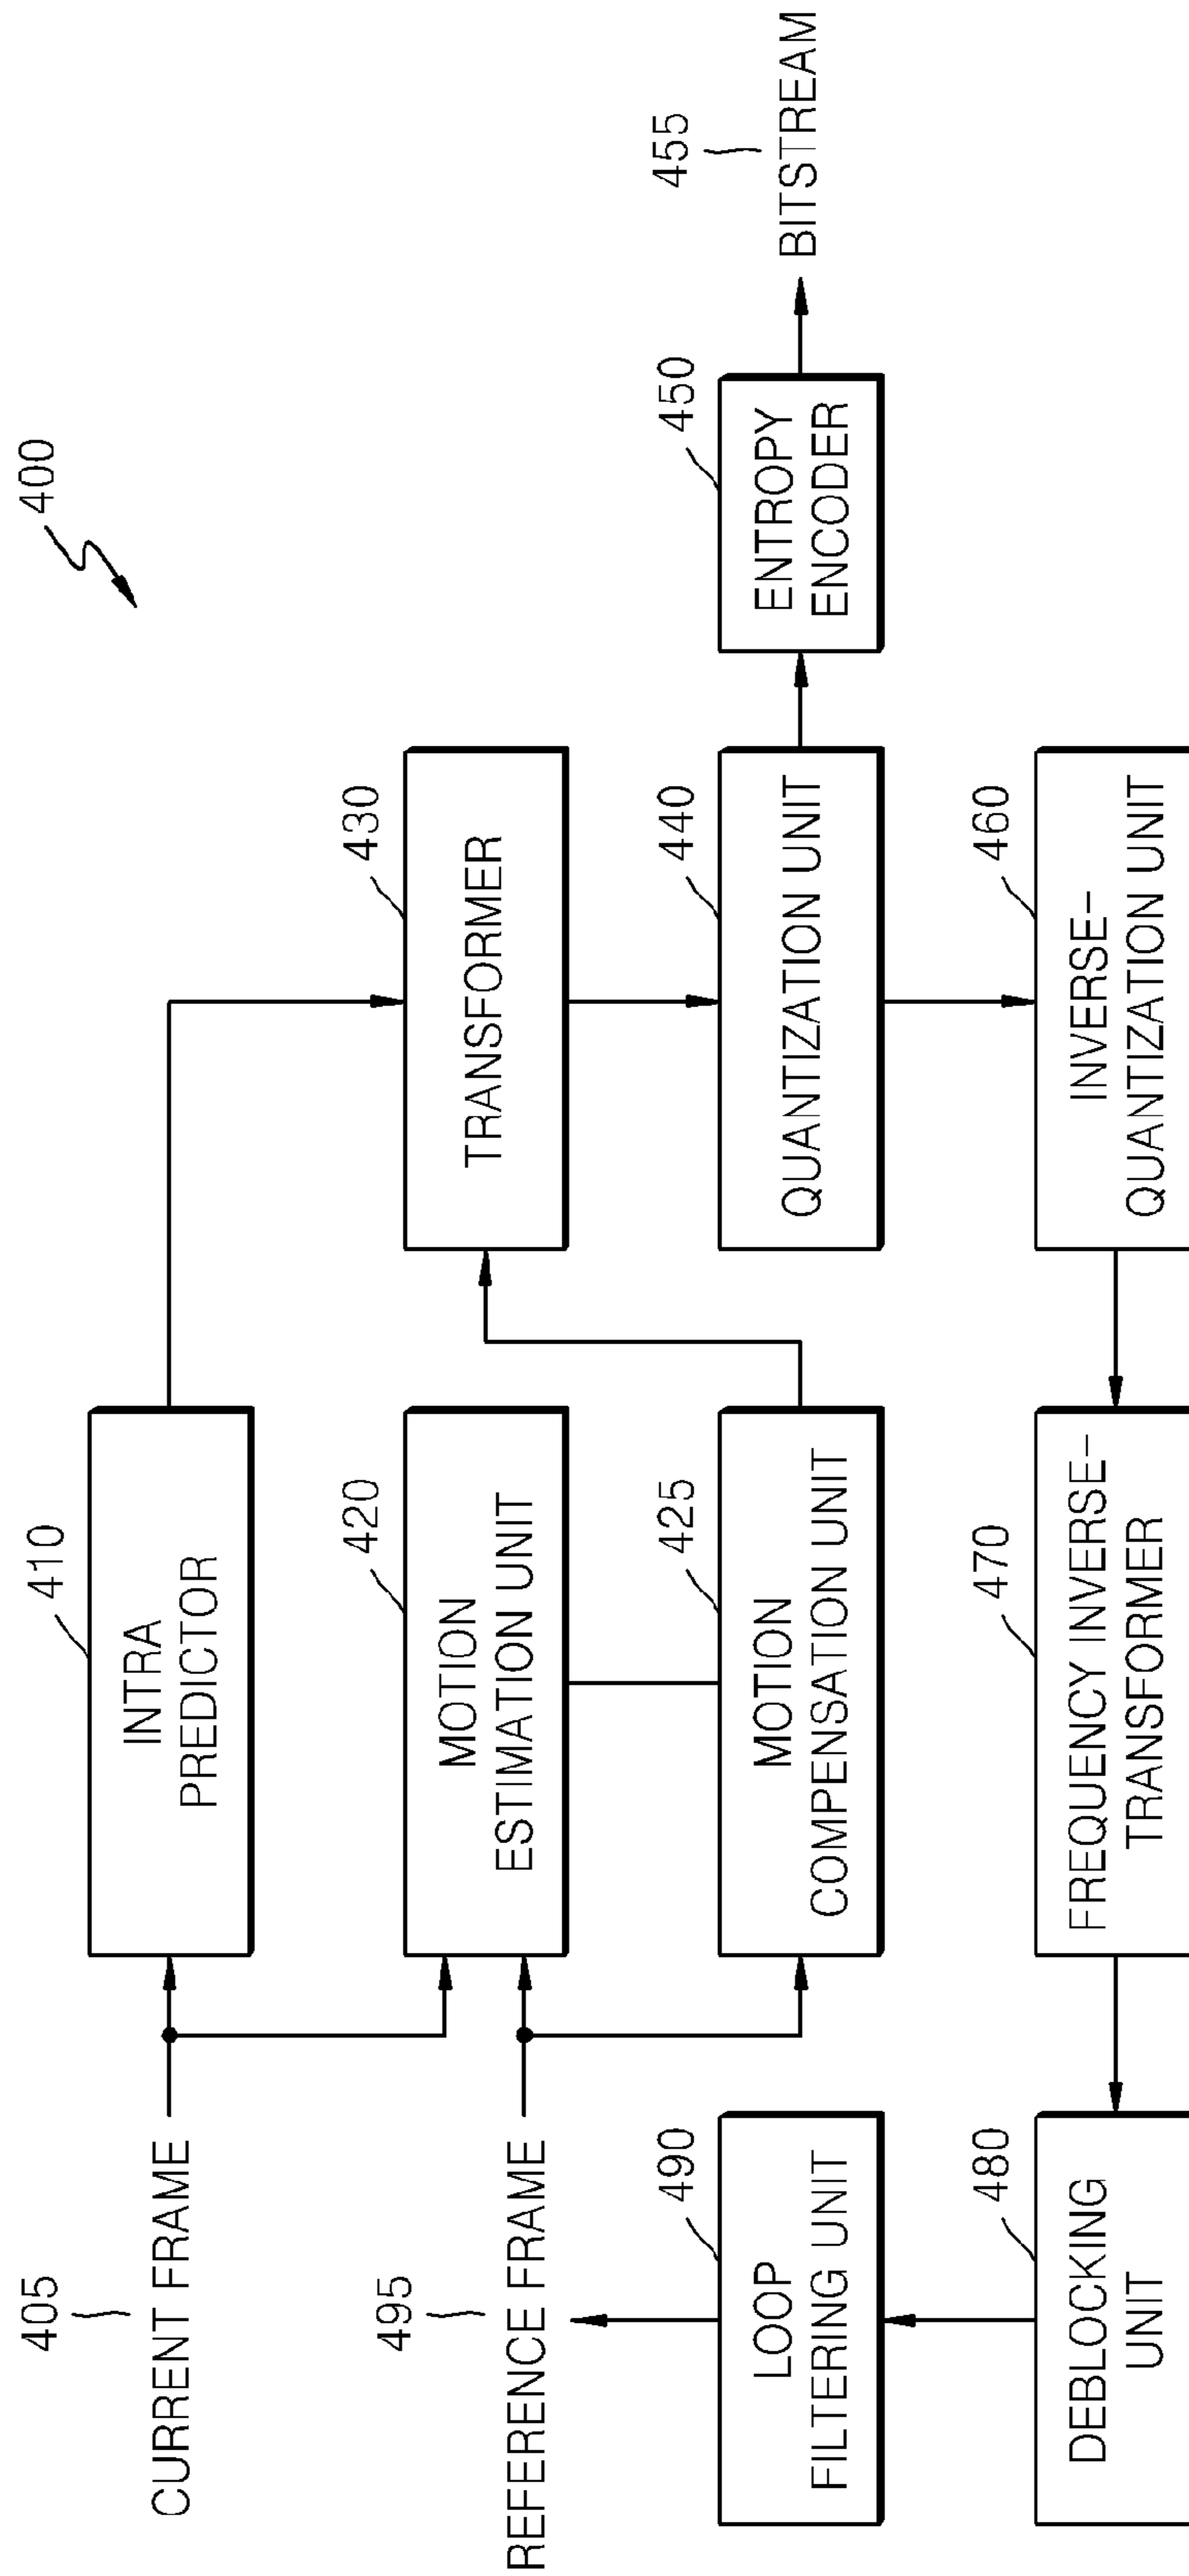 400
405
CURRENT FRAME
410
INTRA
PREDICTOR
495
REFERENCE FRAME
420
MOTION
ESTIMATION UNIT
430
TRANSFORMER
490
LOOP
FILTERING UNIT
425
MOTION
COMPENSATION UNIT
440
QUANTIZATION UNIT
450
ENTROPY
ENCODER
455
BITSTREAM
480
DEBLOCKING
UNIT
470
FREQUENCY INVERSE-
TRANSFORMER
460
INVERSE-
QUANTIZATION UNIT